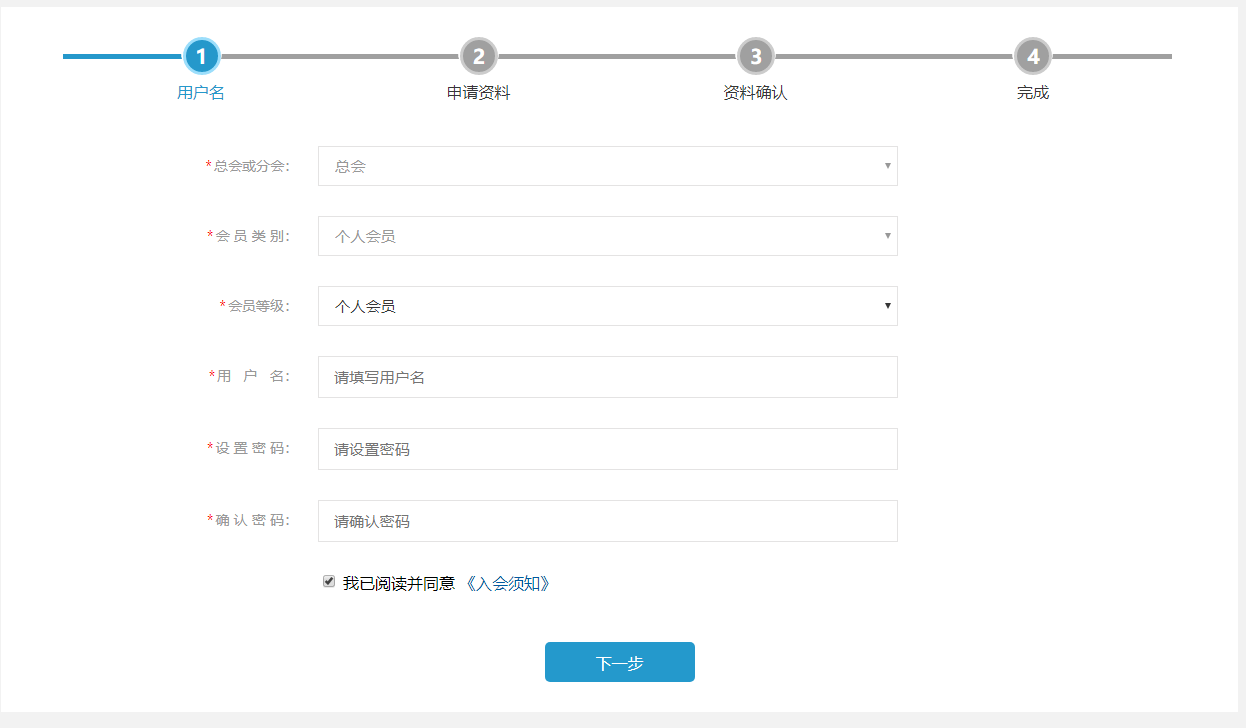 1 2 3 4
用户名 申请资料 资料确认 完成
*总会或分会： 总会
*会 员 类 别： 个人会员
*会员等级： 个人会员
*用 户 名： 请填写用户名
*设 置 密 码： 请设置密码
*确 认 密 码： 请确认密码
我已阅读并同意 《入会须知》
下一步